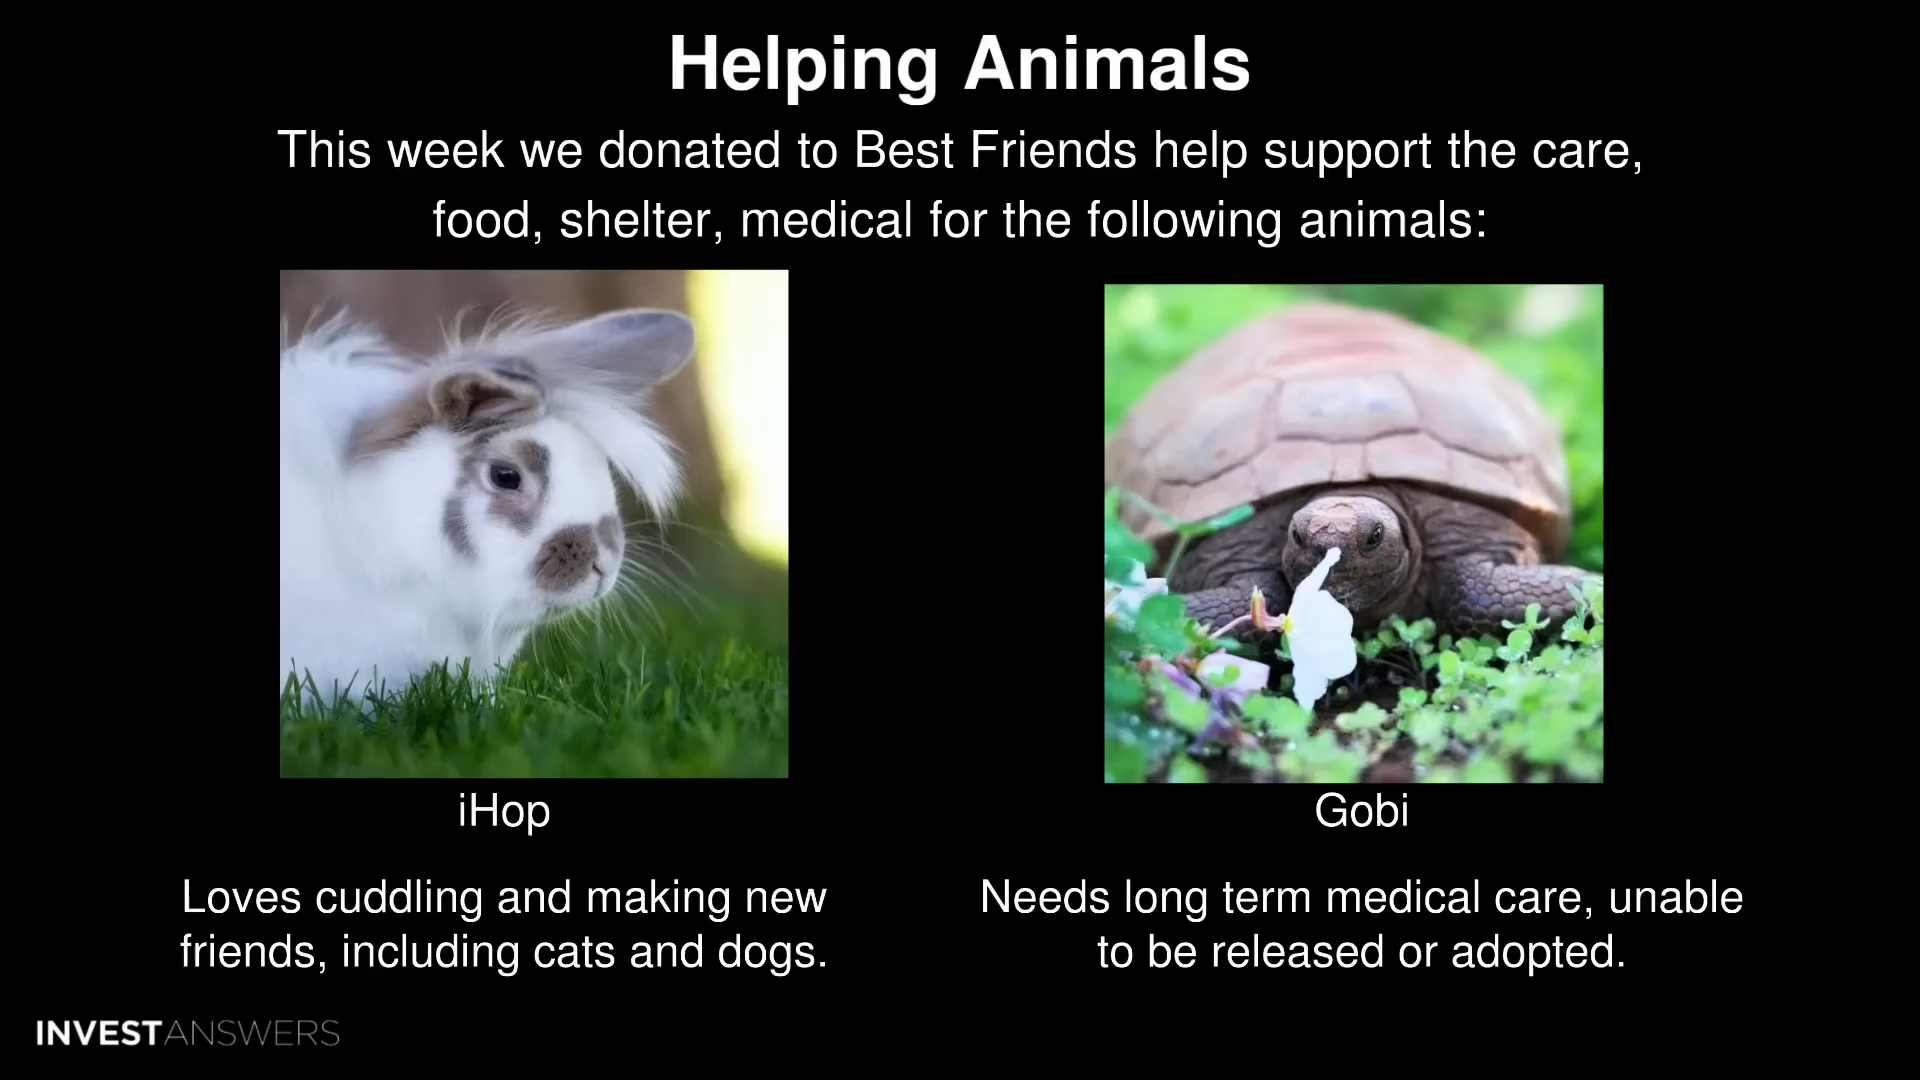 Helping Animals
This week we donated to Best Friends help support the care,
food, shelter, medical for the following animals:
iHop
Loves cuddling and making new
friends, including cats and dogs.
Gobi
Needs long term medical care, unable
to be released or adopted.
INVESTANSWERS